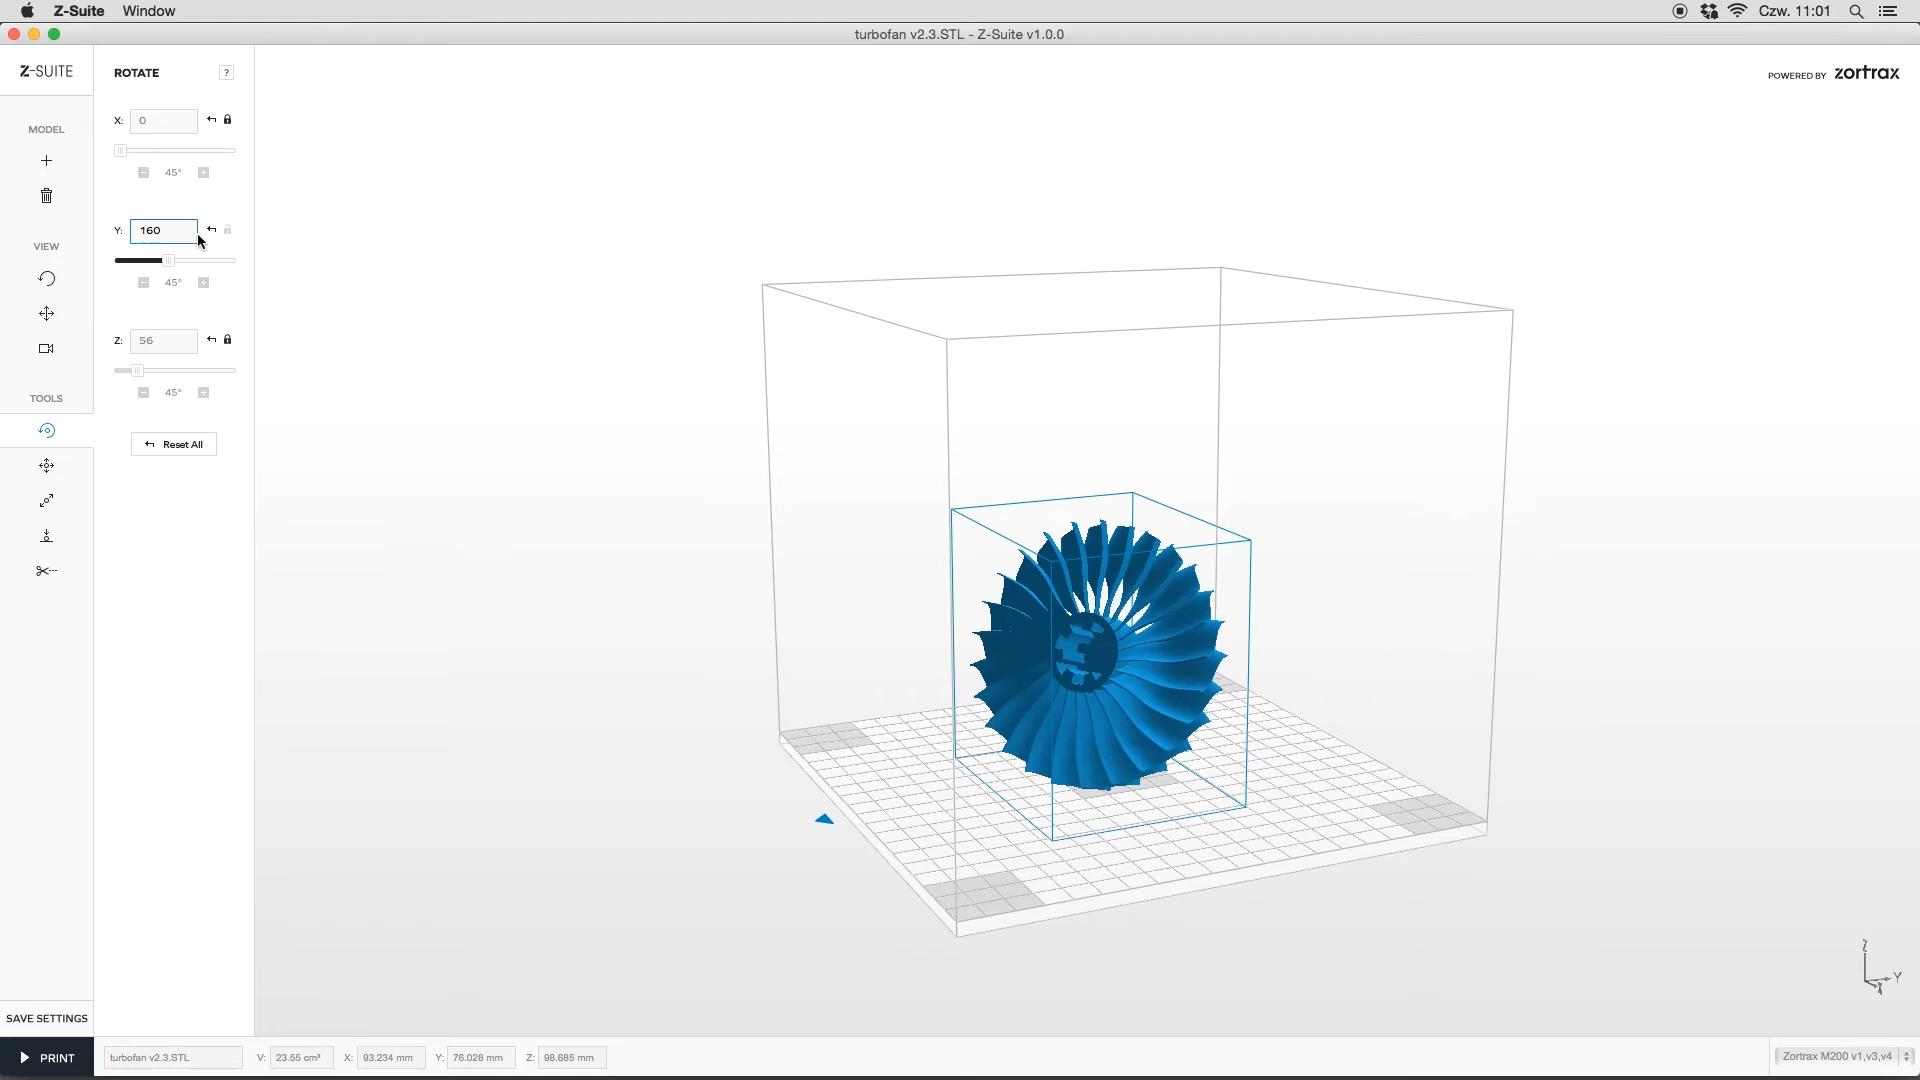 Z-Suite Window Czw. 11:01
turbofan v2.3.STL - Z-Suite v1.0.0
Z-SUITE
ROTATE ?
POWERED BY zortrax
X: 0
MODEL
45°
Y: 160
VIEW
45°
Z: 56
45°
TOOLS
Reset All
Z
Y
X
SAVE SETTINGS
PRINT turbofan v2.3.STL V: 23.55 cm³ X: 93.234 mm Y: 76.028 mm Z: 98.685 mm Zortrax M200 v1,v3,v4